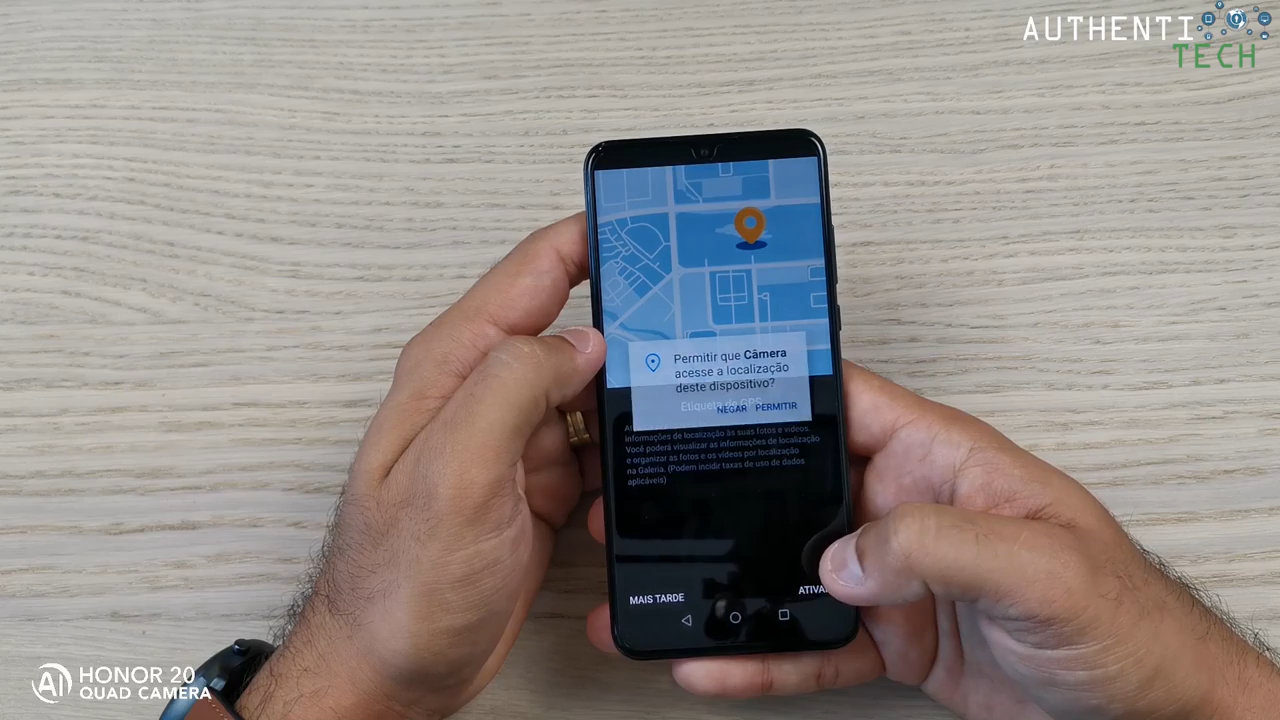 AUTHENTI
TECH
Permitir que Câmera
acesse a localização
deste dispositivo?
Etiqueta de GPS
NEGAR PERMITIR
informações de localização às suas fotos e vídeos.
Você poderá visualizar as informações de localização
e organizar as fotos e os vídeos por localização
na Galeria. (Podem incidir taxas de uso de dados
aplicáveis)
MAIS TARDE
AI HONOR 20
QUAD CAMERA